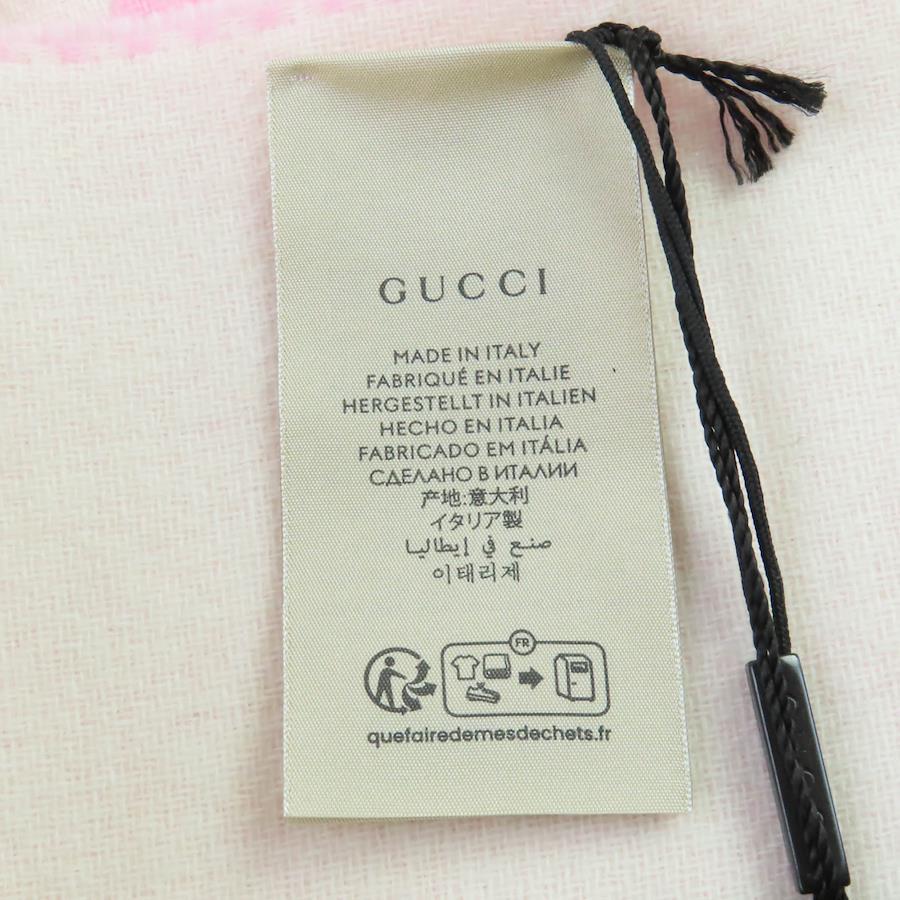 GUCCI
MADE IN ITALY
FABRIQUÉ EN ITALIE
HERGESTELLT IN ITALIEN
HECHO EN ITALIA
FABRICADO EM ITÁLIA
СДЕЛАНО В ИТАЛИИ
产地:意大利
イタリア製
صنع في إيطاليا
이태리제
FR
quefairedemesdechets.fr